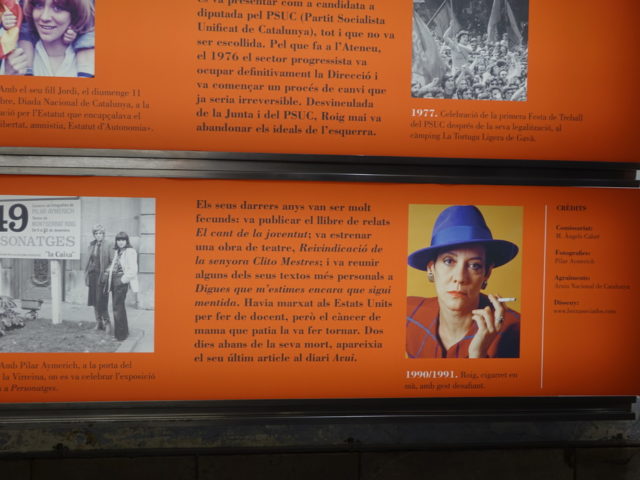 es va presentar com a candidata a
diputada pel PSUC (Partit Socialista
Unificat de Catalunya), tot i que no va
ser escollida. Pel que fa a l'Ateneu,
el 1976 el sector progressista va
ocupar definitivament la Direcció i
va començar un procés de canvi que
ja seria irreversible. Desvinculada
de la Junta i del PSUC, Roig mai va
abandonar els ideals de l'esquerra.
Amb el seu fill Jordi, el diumenge 11
bre, Diada Nacional de Catalunya, a la
ació per l'Estatut que encapçalava el
libertat, amnistia, Estatut d'Autonomia».
1977. Celebració de la primera Festa de Treball
del PSUC després de la seva legalització, al
càmping La Tortuga Ligera de Gavà.
49
PILAR AYMERICH
MONTSERRAT ROIG
SONATGES
"la Caixa"
Amb Pilar Aymerich, a la porta del
la Virreina, on es va celebrar l'exposició
s a Personatges.
Els seus darrers anys van ser molt
fecunds: va publicar el llibre de relats
El cant de la joventut; va estrenar
una obra de teatre, Reivindicació de
la senyora Clito Mestres; i va reunir
alguns dels seus textos més personals a
Digues que m'estimes encara que sigui
mentida. Havia marxat als Estats Units
per fer de docent, però el càncer de
mama que patia la va fer tornar. Dos
dies abans de la seva mort, apareixia
el seu últim article al diari Avui.
1990/1991. Roig, cigarret en
mà, amb gest desafiant.
CRÈDITS
Comissariat:
M. Àngels Cabré
Fotografies:
Pilar Aymerich
Agraïments:
Arxiu Nacional de Catalunya
Disseny: